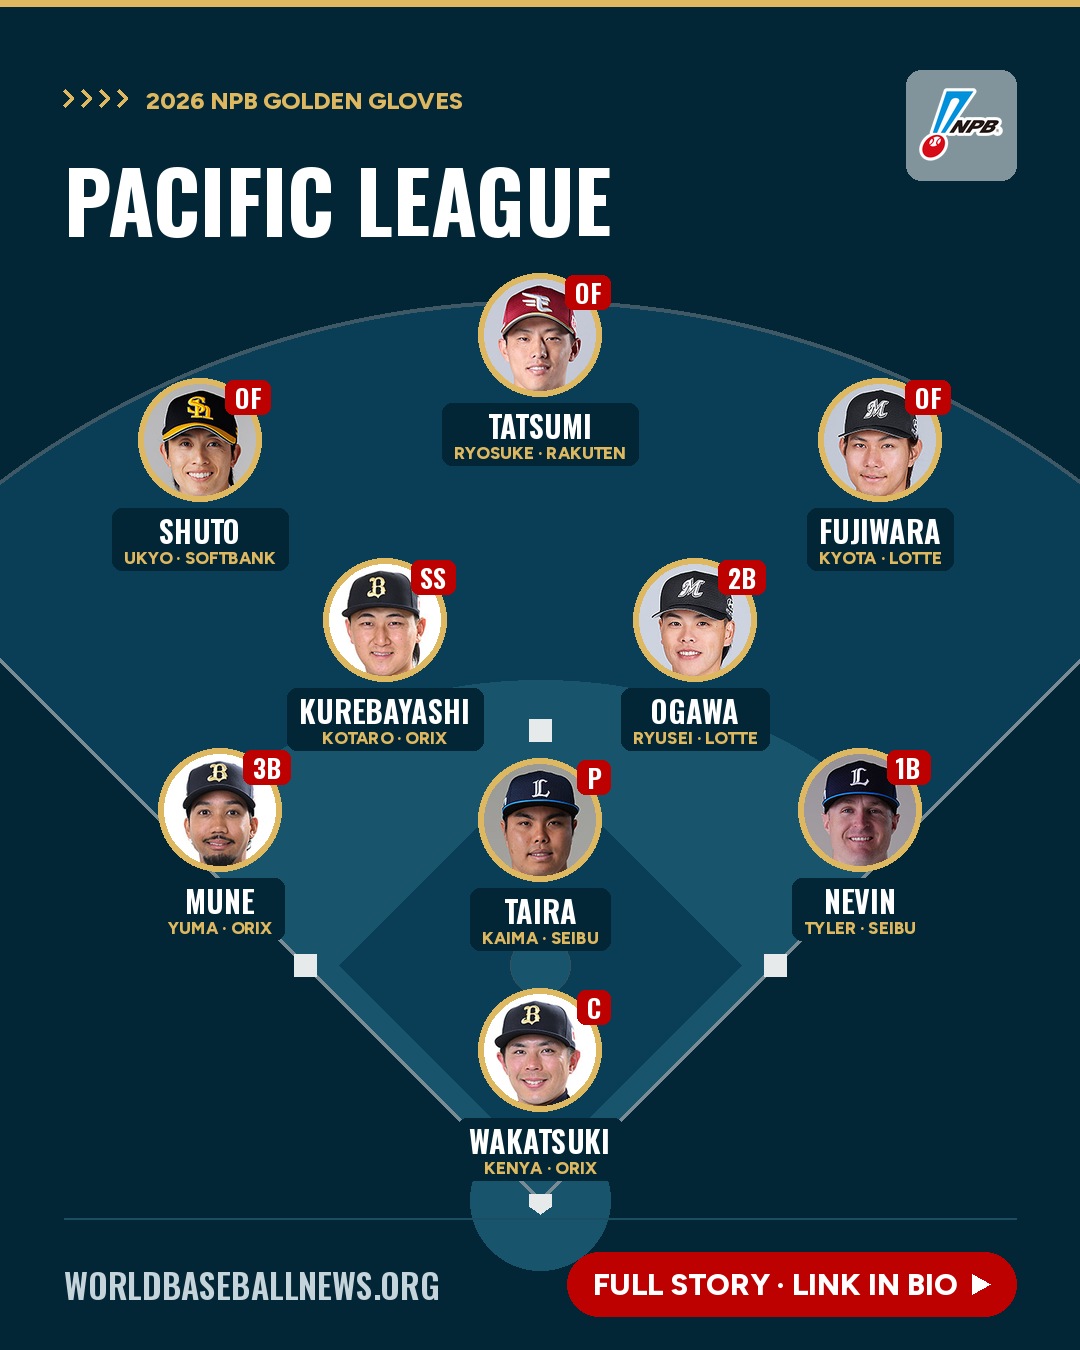 >>>> 2026 NPB GOLDEN GLOVES
NPB
PACIFIC LEAGUE
OF
TATSUMI
RYOSUKE · RAKUTEN
OF
SHUTO
UKYO · SOFTBANK
OF
FUJIWARA
KYOTA · LOTTE
SS
KUREBAYASHI
KOTARO · ORIX
2B
OGAWA
RYUSEI · LOTTE
3B
MUNE
YUMA · ORIX
P
TAIRA
KAIMA · SEIBU
1B
NEVIN
TYLER · SEIBU
C
WAKATSUKI
KENYA · ORIX
WORLDBASEBALLNEWS.ORG
FULL STORY · LINK IN BIO ▶